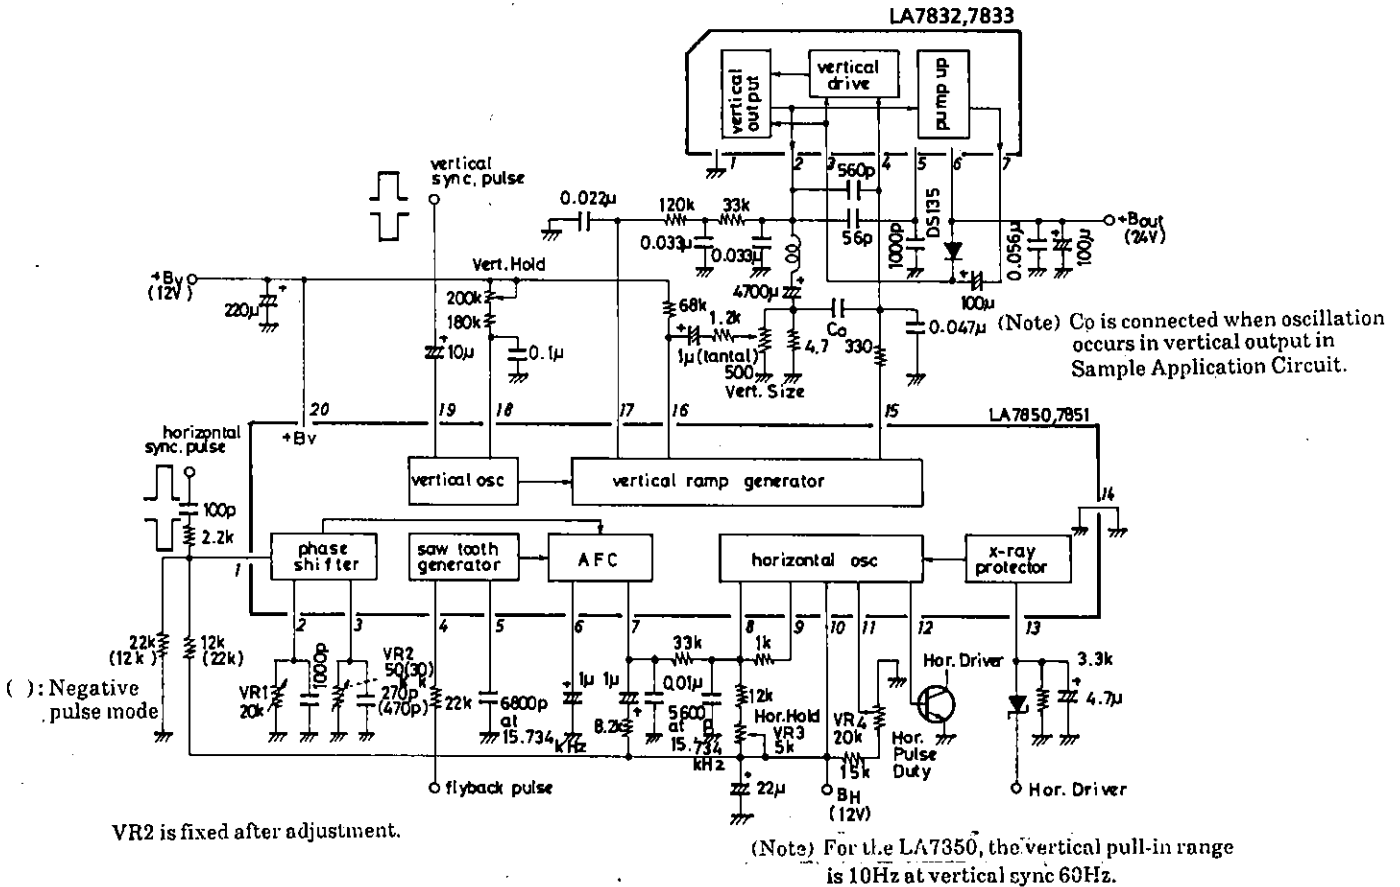 LA7832,7833
vertical
output
vertical
drive
pump up
1
2
3
4
5
6
7
vertical
sync. pulse
0.022μ
120k
33k
560p
56p
0.033μ
0.033μ
1000p
DS135
+Bout
(24V)
0.056μ
100μ
+Bv
(12V)
220μ
Vert. Hold
200k
180k
10μ
0.1μ
68k
1.2k
1μ(tantal)
500
Vert. Size
4700μ
4.7
Co
330
100μ
0.047μ
(Note) Co is connected when oscillation
occurs in vertical output in
Sample Application Circuit.
20
19
18
17
16
15
LA7850,7851
+Bv
horizontal
sync. pulse
100p
2.2k
vertical osc
vertical ramp generator
14
phase
shifter
saw tooth
generator
AFC
horizontal osc
x-ray
protector
1
2
3
4
5
6
7
8
9
10
11
12
13
22k
(12k)
12k
(22k)
( ): Negative
pulse mode
VR1
20k
1000p
VR2
50(30)
k k
270p
(470p)
22k
6800p
at
15.734
kHz
1μ
1μ
8.2k
33k
0.01μ
5600
p
at
15.734
kHz
1k
12k
Hor.Hold
VR3
5k
22μ
VR4
20k
15k
Hor. Driver
Hor.
Pulse
Duty
3.3k
4.7μ
flyback pulse
BH
(12V)
Hor. Driver
VR2 is fixed after adjustment.
(Note) For the LA7350, the vertical pull-in range
is 10Hz at vertical sync 60Hz.